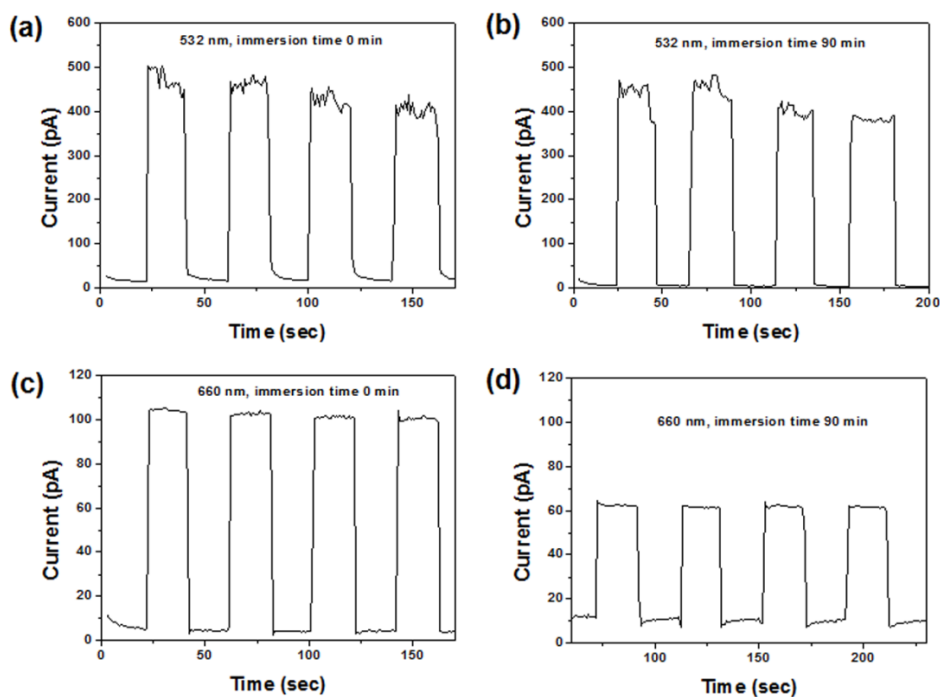 (a)
532 nm, immersion time 0 min
600
500
400
300
200
100
0
Current (pA)
0 50 100 150
Time (sec)
(b)
532 nm, immersion time 90 min
600
500
400
300
200
100
0
Current (pA)
0 50 100 150 200
Time (sec)
(c)
660 nm, immersion time 0 min
120
100
80
60
40
20
0
Current (pA)
0 50 100 150
Time (sec)
(d)
660 nm, immersion time 90 min
120
100
80
60
40
20
0
Current (pA)
100 150 200
Time (sec)